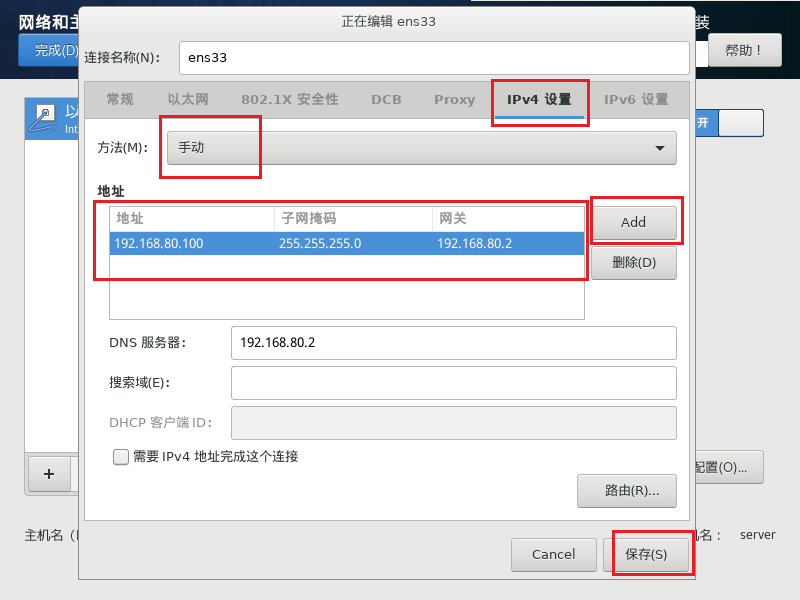 网络和主
正在编辑 ens33
装
完成(D)
帮助！
连接名称(N)：
ens33
常规
以太网
802.1X 安全性
DCB
Proxy
IPv4 设置
IPv6 设置
以
Int
开
方法(M)：
手动
地址
地址
子网掩码
网关
Add
192.168.80.100
255.255.255.0
192.168.80.2
删除(D)
DNS 服务器：
192.168.80.2
搜索域(E)：
DHCP 客户端 ID：
需要 IPv4 地址完成这个连接
+
配置(O)...
路由(R)...
主机名（
名：
server
Cancel
保存(S)